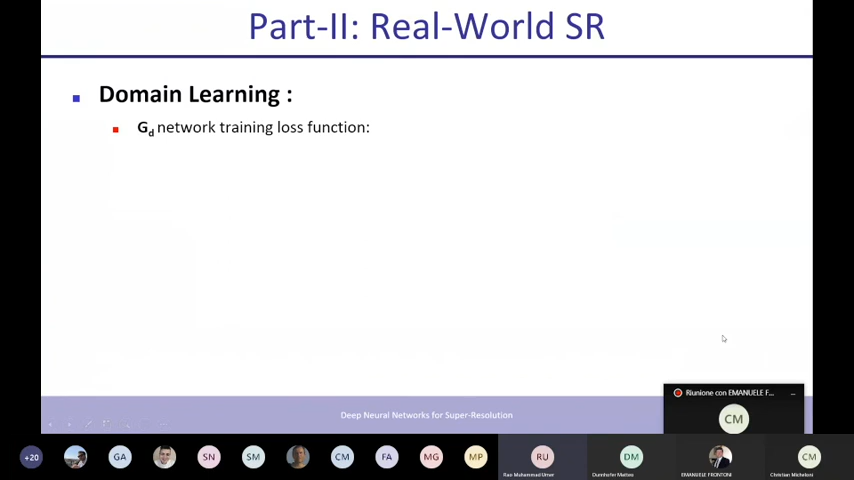 Part-II: Real-World SR
Domain Learning :
Gd network training loss function:
Deep Neural Networks for Super-Resolution
Riunione con EMANUELE F...
CM
+20
GA
SN
SM
CM
FA
MG
MP
RU
DM
CM
Rao Muhammad Umer
Dunnhofer Matteo
EMANUELE FRONTONI
Christian Micheloni